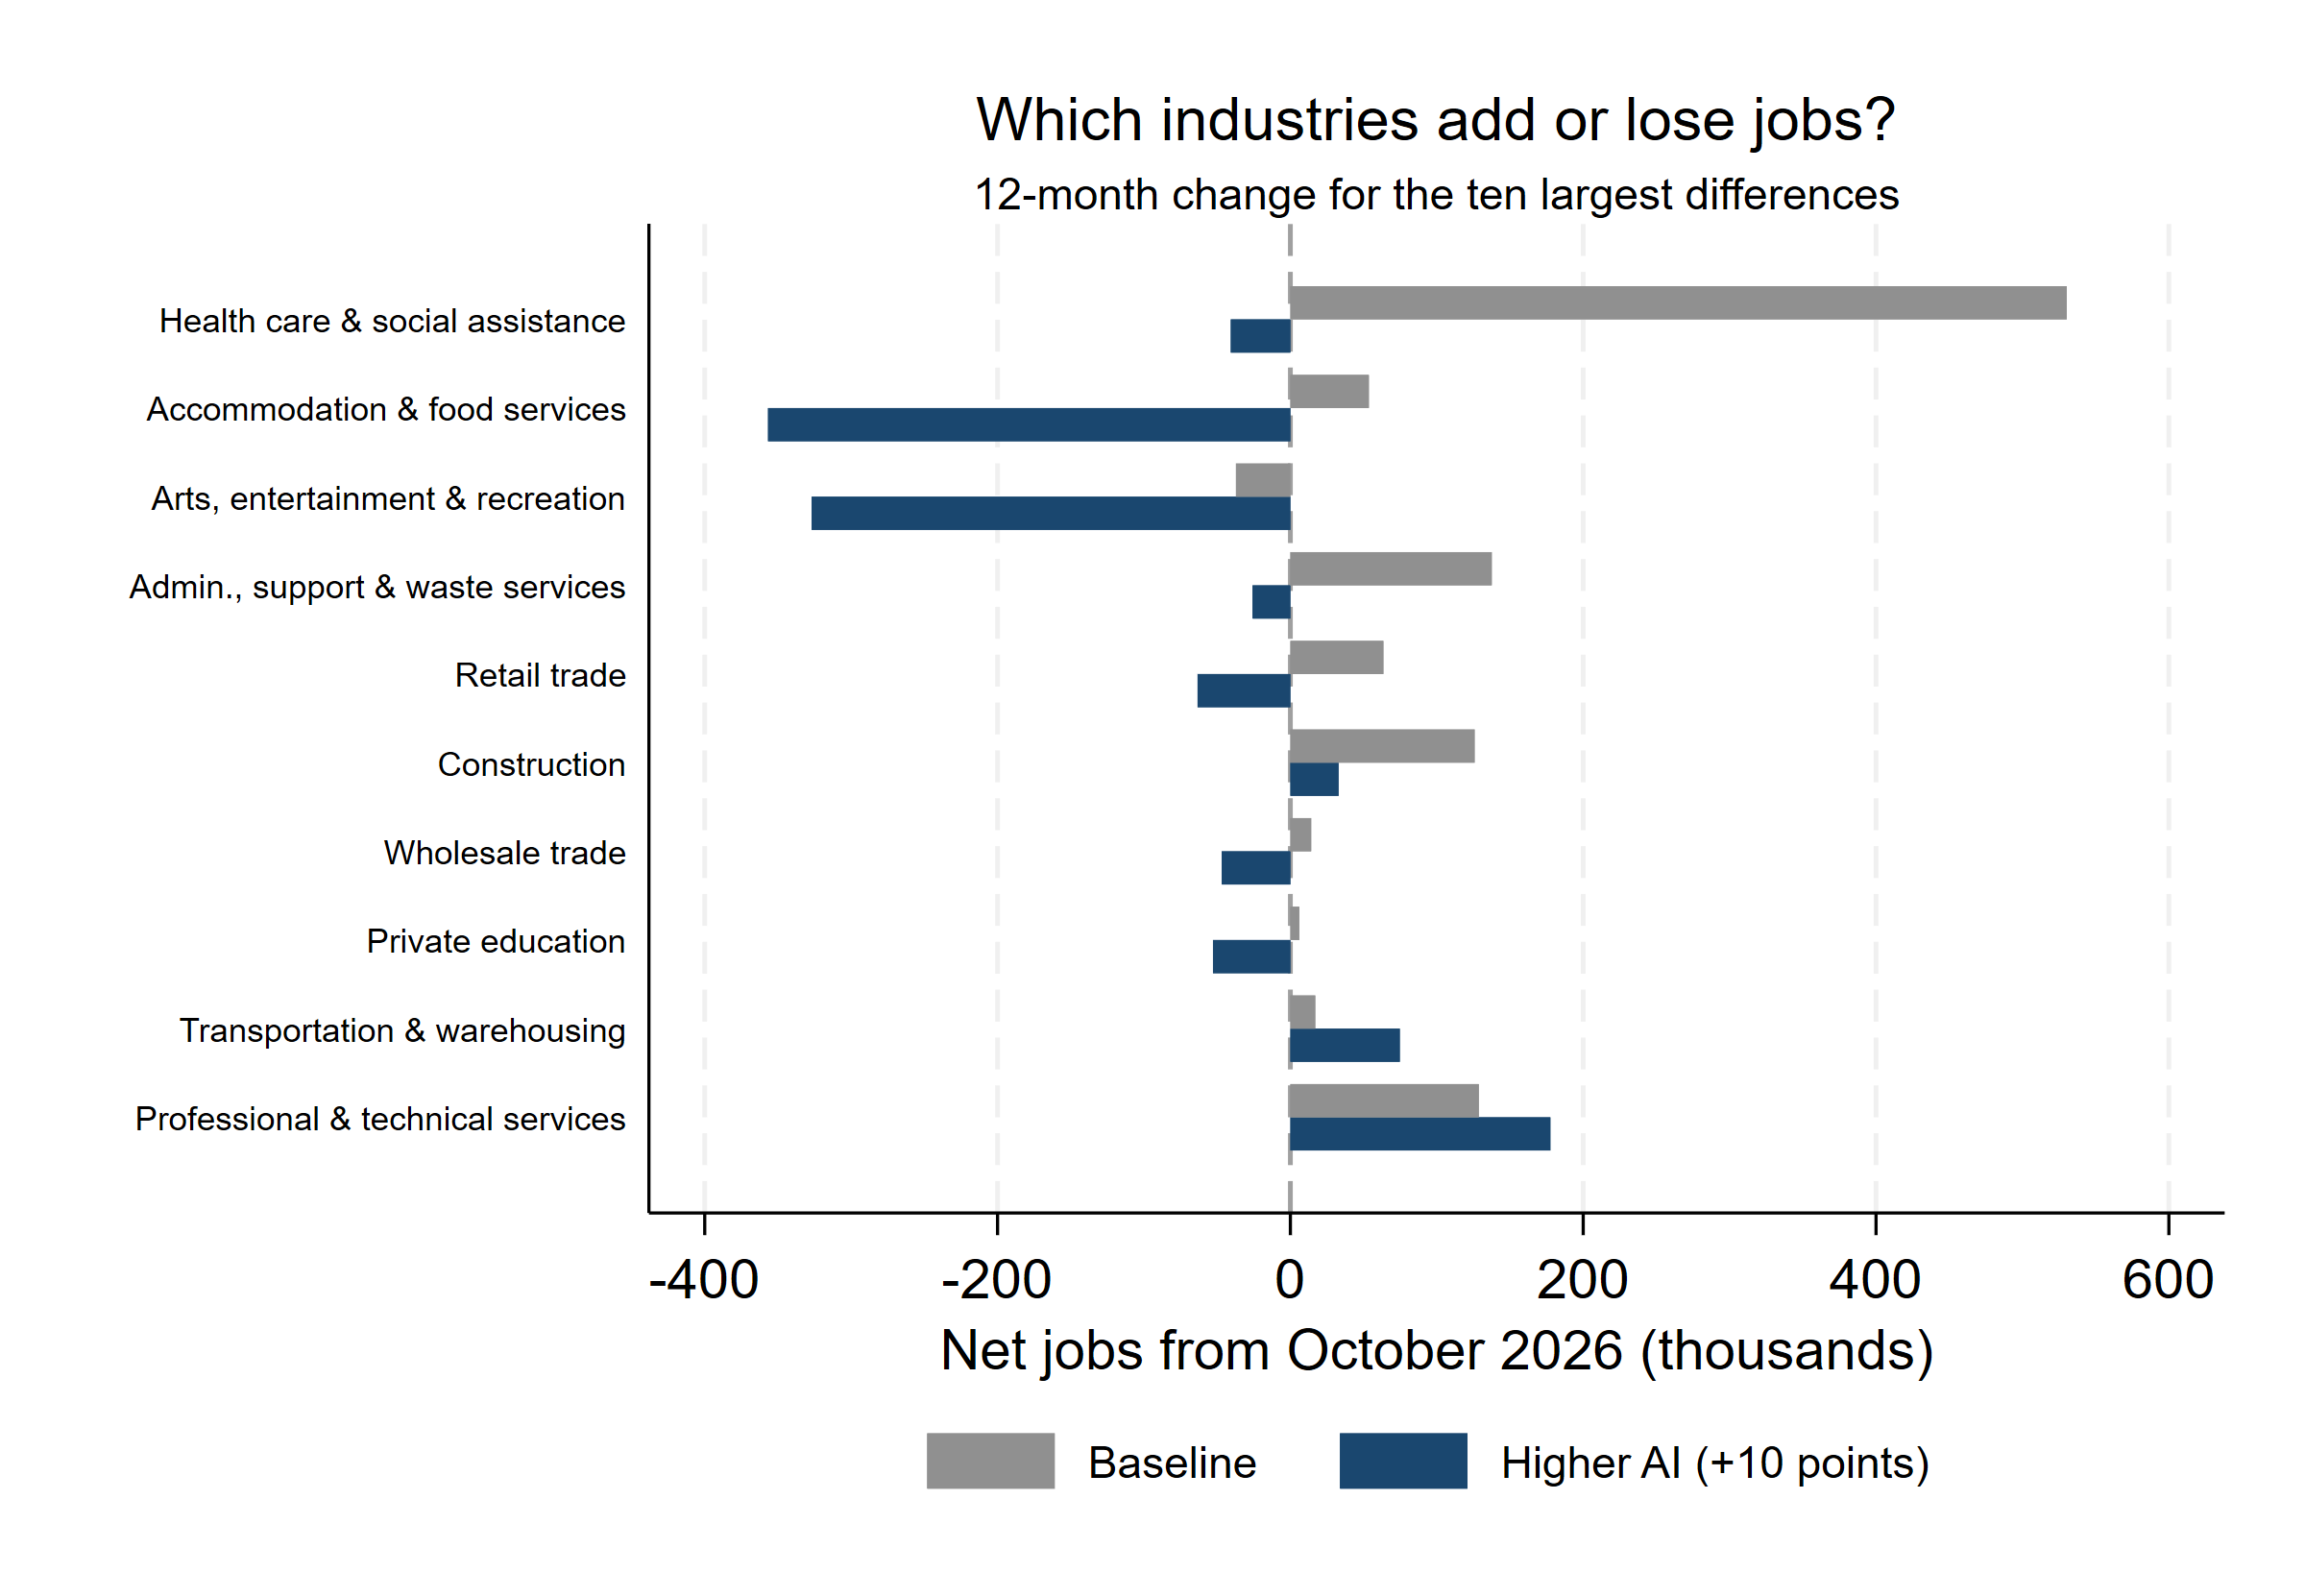 Which industries add or lose jobs?
12-month change for the ten largest differences
Health care & social assistance
Accommodation & food services
Arts, entertainment & recreation
Admin., support & waste services
Retail trade
Construction
Wholesale trade
Private education
Transportation & warehousing
Professional & technical services
-400 -200 0 200 400 600
Net jobs from October 2026 (thousands)
Baseline Higher AI (+10 points)